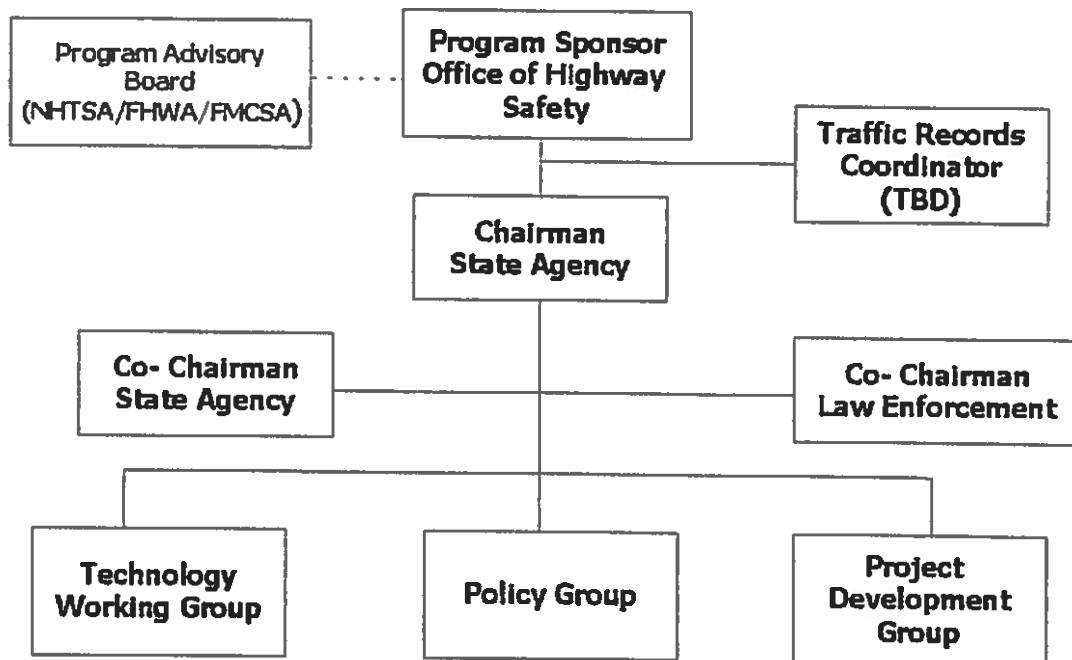 Program Advisory
Board
(NHTSA/FHWA/FMCSA)
Program Sponsor
Office of Highway
Safety
Traffic Records
Coordinator
(TBD)
Chairman
State Agency
Co- Chairman
State Agency
Co- Chairman
Law Enforcement
Technology
Working Group
Policy Group
Project
Development
Group